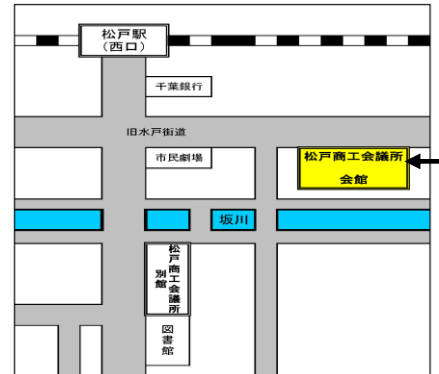 松戸駅
(西口)
千葉銀行
旧水戸街道
市民劇場
松戸商工会議所
会館
坂川
松戸商工会議所
別館
図書館